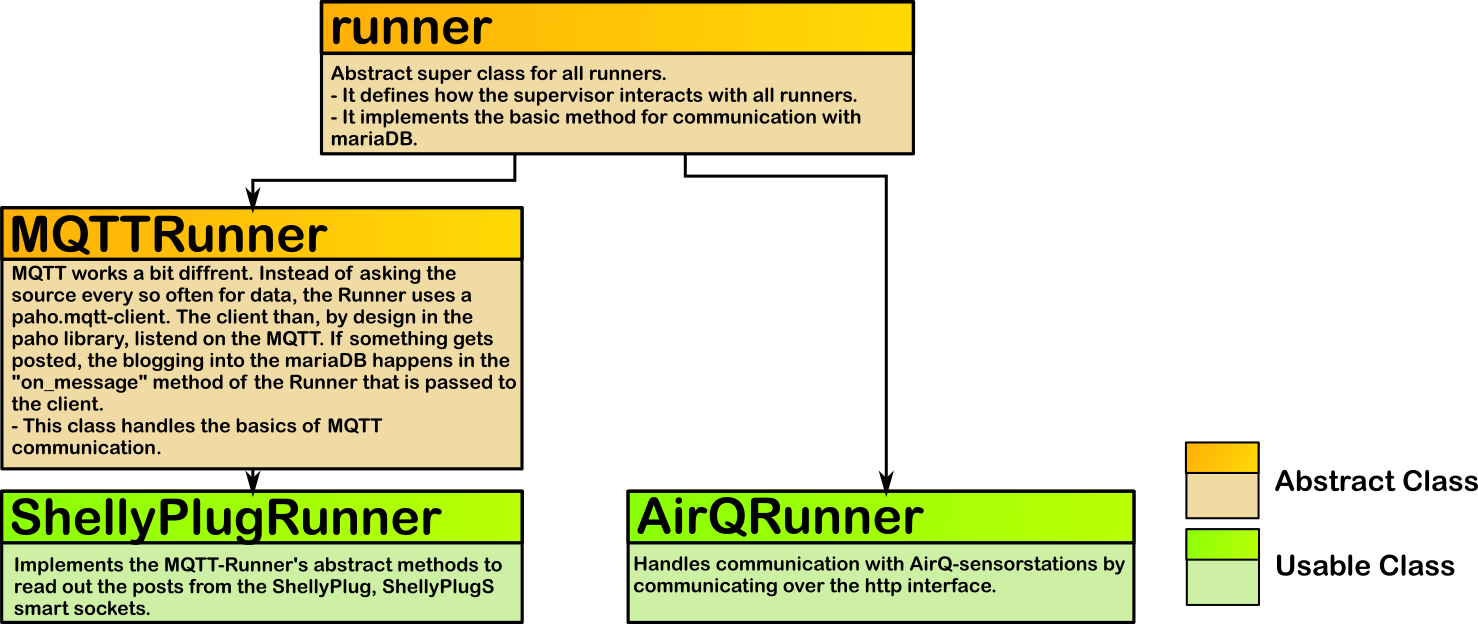 runner
Abstract super class for all runners.
- It defines how the supervisor interacts with all runners.
- It implements the basic method for communication with
mariaDB.
MQTTRunner
MQTT works a bit diffrent. Instead of asking the
source every so often for data, the Runner uses a
paho.mqtt-client. The client than, by design in the
paho library, listend on the MQTT. If something gets
posted, the blogging into the mariaDB happens in the
"on_message" method of the Runner that is passed to
the client.
- This class handles the basics of MQTT
communication.
ShellyPlugRunner
Implements the MQTT-Runner's abstract methods to
read out the posts from the ShellyPlug, ShellyPlugS
smart sockets.
AirQRunner
Handles communication with AirQ-sensorstations by
communicating over the http interface.
Abstract Class
Usable Class